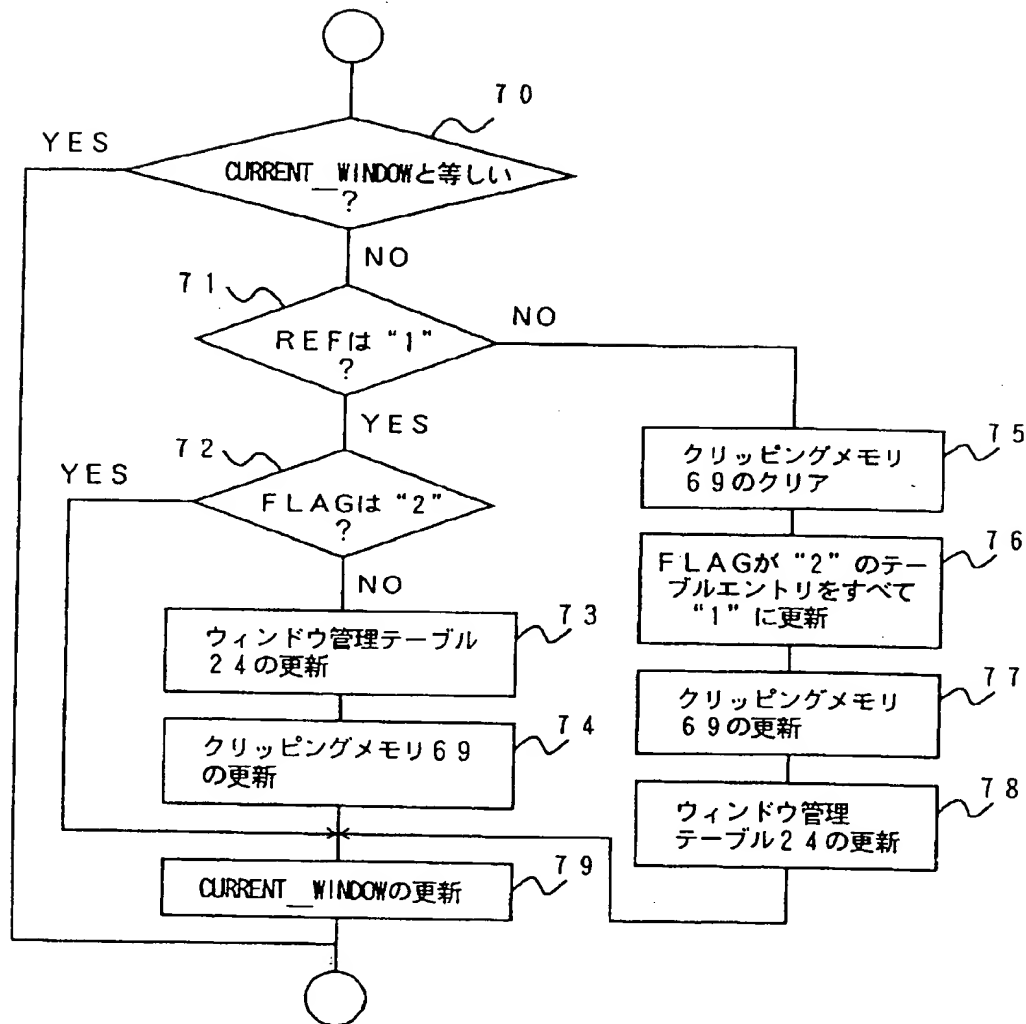 70
YES
CURRENT__WINDOWと等しい
?
NO
71
REFは“1”
?
NO
YES
72
YES
FLAGは“2”
?
NO
ウィンドウ管理テーブル
24の更新
73
クリッピングメモリ69
の更新
74
クリッピングメモリ
69のクリア
75
FLAGが“2”のテー
ブルエントリをすべて
“1”に更新
76
クリッピングメモリ
69の更新
77
ウィンドウ管理
テーブル24の更新
78
CURRENT__WINDOWの更新
79